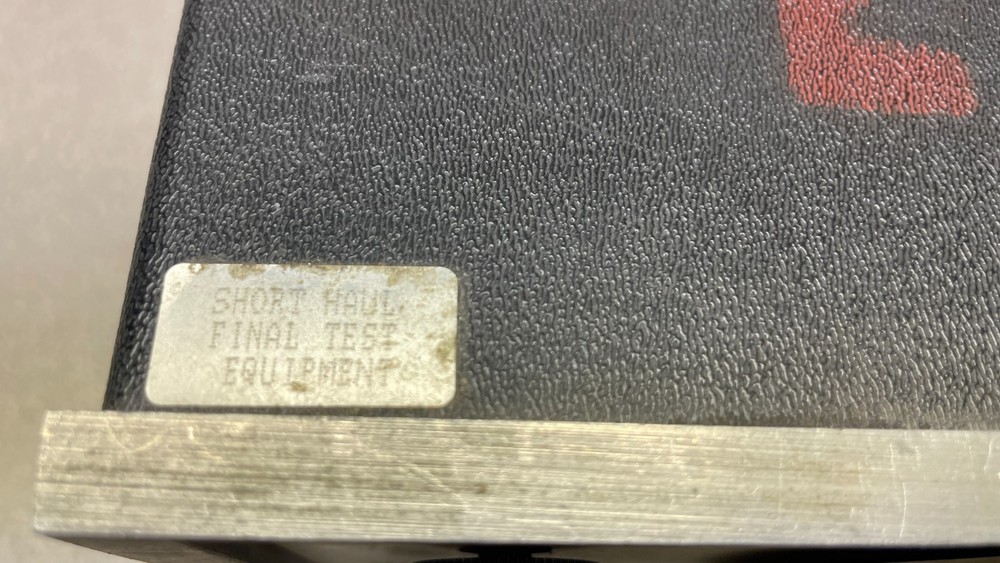 SHORT HAUL
FINAL TEST
EQUIPMENT